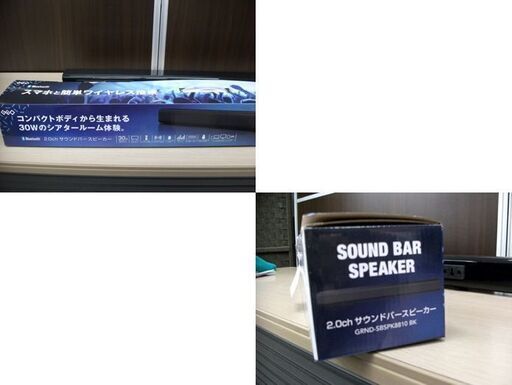 Bluetooth
スマホと簡単ワイヤレス接続
GEO
コンパクトボディから生まれる
30Wのシアタールーム体験。
Bluetooth 2.0ch サウンドバースピーカー
SOUND BAR
SPEAKER
2.0ch サウンドバースピーカー
GRND-SBSPK8810 BK